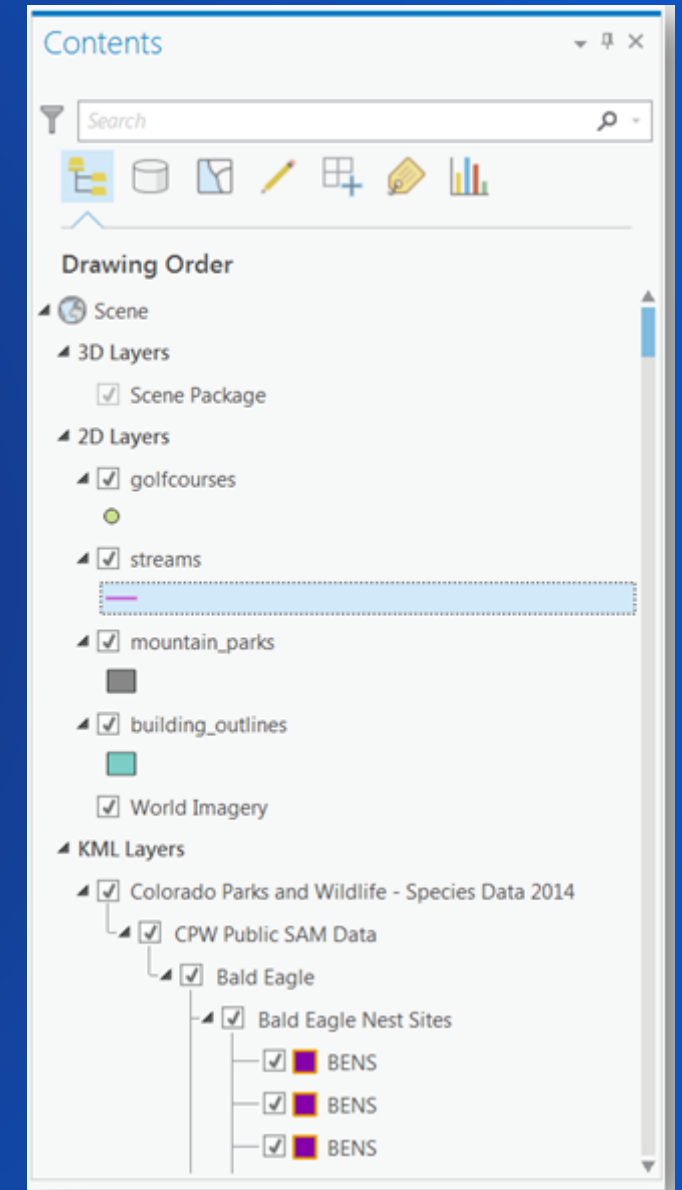 Contents
Search
Drawing Order
Scene
3D Layers
Scene Package
2D Layers
golfcourses
streams
mountain_parks
building_outlines
World Imagery
KML Layers
Colorado Parks and Wildlife - Species Data 2014
CPW Public SAM Data
Bald Eagle
Bald Eagle Nest Sites
BENS
BENS
BENS